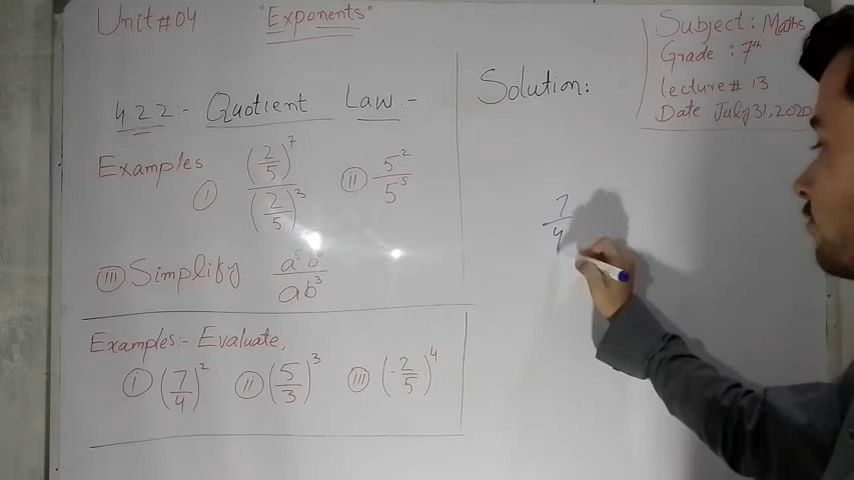 Unit #04 "Exponents"
Subject: Maths
Grade : 7th
lecture # 13
Date: July 31, 2020
4.2.2:- Quotient Law:-
Examples
(i) (2/5)^7 / (2/5)^3 (ii) 5^2 / 5^5
(iii) Simplify a^5 b / ab^3
Examples:- Evaluate,
(i) (7/4)^2 (ii) (5/3)^3 (iii) (-2/5)^4
Solution:
7/4